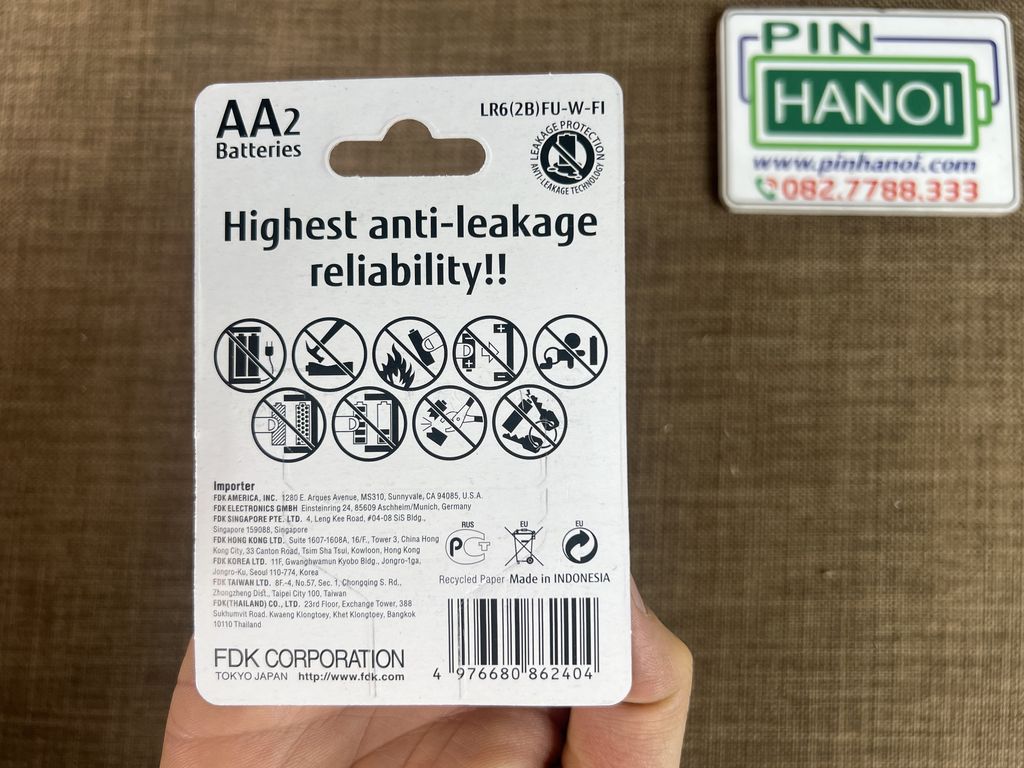 AA2
Batteries
LR6(2B)FU-W-FI
LEAKAGE PROTECTION
ANTI-LEAKAGE TECHNOLOGY
Highest anti-leakage
reliability!!
Importer
FDK AMERICA, INC. 1280 E. Arques Avenue, MS310, Sunnyvale, CA 94085, U.S.A.
FDK ELECTRONICS GMBH Einsteinring 24, 85609 Aschheim/Munich, Germany
FDK SINGAPORE PTE. LTD. 4, Leng Kee Road, #04-08 SiS Bldg.,
Singapore 159088, Singapore
FDK HONG KONG LTD. Suite 1607-1608A, 16/F., Tower 3, China Hong
Kong City, 33 Canton Road, Tsim Sha Tsui, Kowloon, Hong Kong
FDK KOREA LTD. 11F, Gwanghwamun Kyobo Bldg., Jongro-1ga,
Jongro-Ku, Seoul 110-774, Korea
FDK TAIWAN LTD. 8F.-4, No.57, Sec. 1, Chongqing S. Rd.,
Zhongzheng Dist., Taipei City 100, Taiwan
FDK(THAILAND) CO., LTD. 23rd Floor, Exchange Tower, 388
Sukhumvit Road. Kwaeng Klongtoey, Khet Klongtoey, Bangkok
10110 Thailand
RUS
EU
EU
Recycled Paper Made in INDONESIA
FDK CORPORATION
TOKYO JAPAN http://www.fdk.com
4 976680 862404
PIN
HANOI
www.pinhanoi.com
082.7788.333